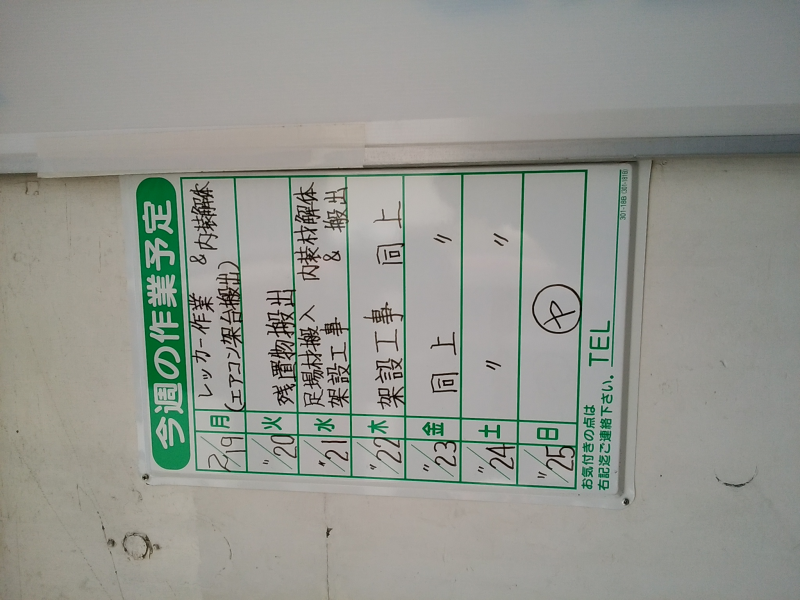 今週の作業予定
2/19 月 レッカー作業 & 内装解体
(エアコン架台搬出)
〃/20 火 残置物搬出
〃/21 水 足場材搬入 内装材解体
架設工事 & 搬出
〃/22 木 架設工事 同上
〃/23 金 同上 〃
〃/24 土 〃 〃
〃/25 日 ヤ
お気付きの点は
右記迄ご連絡下さい。 TEL